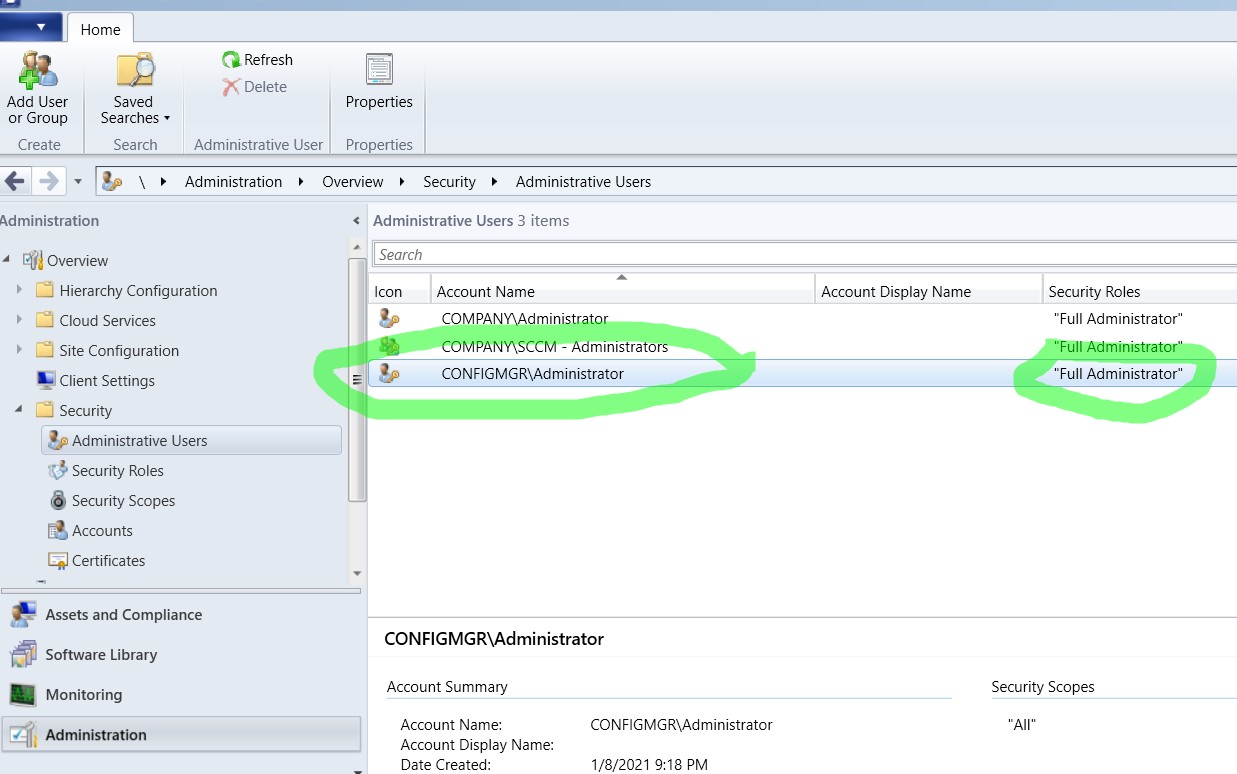 Home
Add User
or Group
Create
Saved
Searches
Search
Refresh
Delete
Administrative User
Properties
Properties
\ Administration Overview Security Administrative Users
Administration
Overview
Hierarchy Configuration
Cloud Services
Site Configuration
Client Settings
Security
Administrative Users
Security Roles
Security Scopes
Accounts
Certificates
Assets and Compliance
Software Library
Monitoring
Administration
Administrative Users 3 items
Search
Icon Account Name Account Display Name Security Roles
COMPANY\Administrator "Full Administrator"
COMPANY\SCCM - Administrators "Full Administrator"
CONFIGMGR\Administrator "Full Administrator"
CONFIGMGR\Administrator
Account Summary
Account Name: CONFIGMGR\Administrator
Account Display Name:
Date Created: 1/8/2021 9:18 PM
Security Scopes
"All"